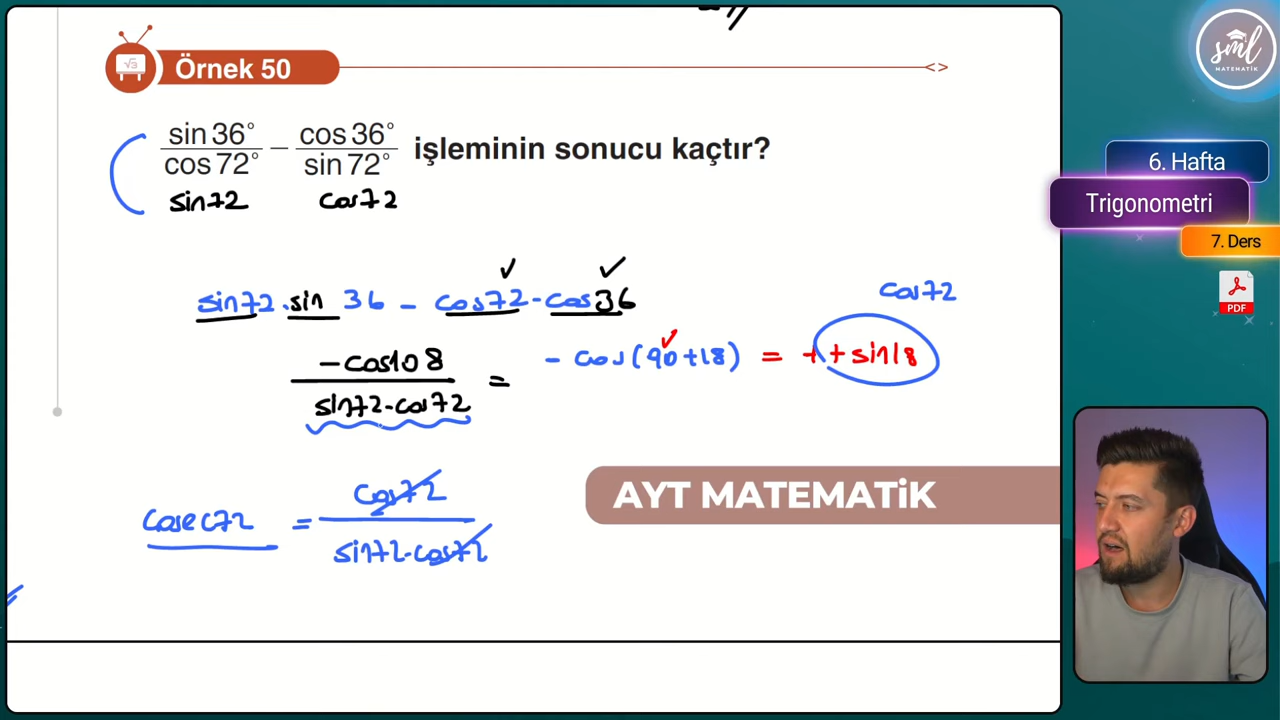 sml
MATEMATİK
√3
Örnek 50
<>
sin 36° / cos 72° − cos 36° / sin 72° işleminin sonucu kaçtır?
sin72 cos72
6. Hafta
Trigonometri
7. Ders
PDF
sin72 . sin 36 - cos72 - cos36
cos72
-cos108 / sin72-cos72 =
- cos(90+18) = + + sin18
cosec72 = cos72 / sin72-cos72
AYT MATEMATİK